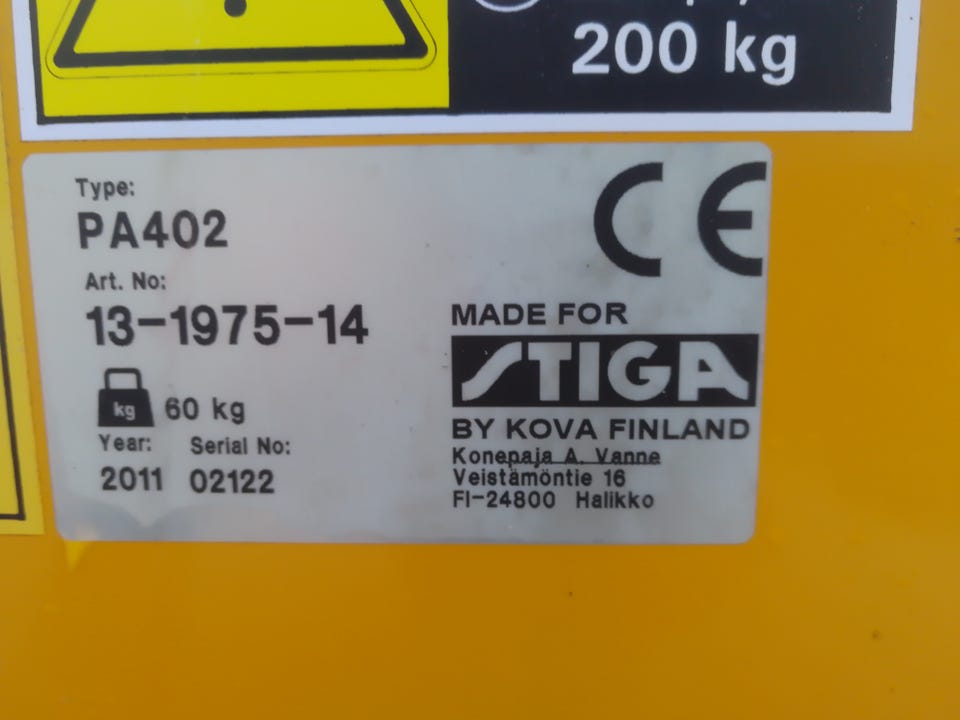 200 kg
Type:
PA402
Art. No:
13-1975-14
kg 60 kg
Year: Serial No:
2011 02122
CE
MADE FOR
STIGA
BY KOVA FINLAND
Konepaja A. Vanne
Veistämöntie 16
FI-24800 Halikko